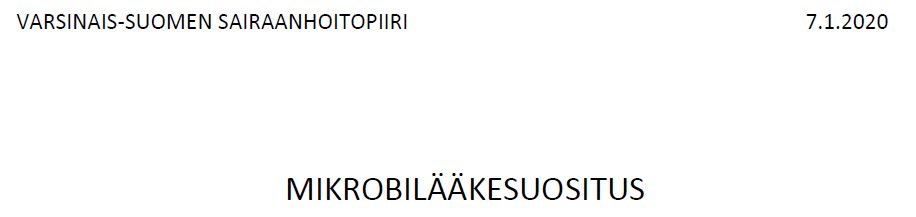 VARSINAIS-SUOMEN SAIRAANHOITOPIIRI 7.1.2020
MIKROBILÄÄKESUOSITUS